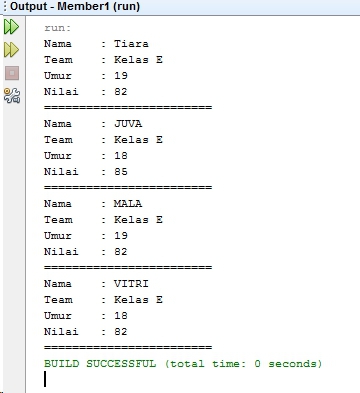 Output - Member1 (run)
run:
Nama : Tiara
Team : Kelas E
Umur : 19
Nilai : 82
========================
Nama : JUVA
Team : Kelas E
Umur : 18
Nilai : 85
========================
Nama : MALA
Team : Kelas E
Umur : 19
Nilai : 82
========================
Nama : VITRI
Team : Kelas E
Umur : 18
Nilai : 82
========================
BUILD SUCCESSFUL (total time: 0 seconds)